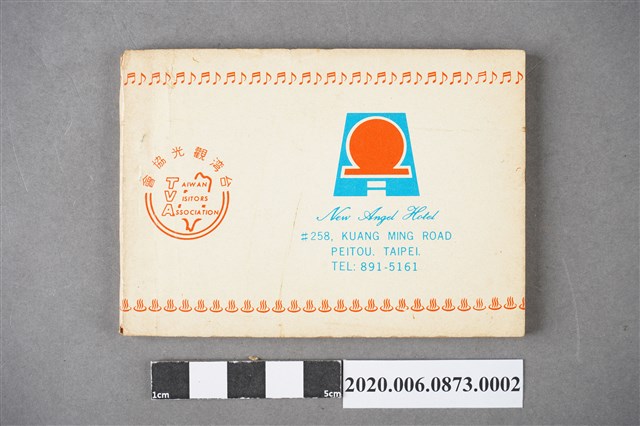 台湾觀光協會
TAIWAN
VISITORS
ASSOCIATION
New Angel Hotel
#258, KUANG MING ROAD
PEITOU. TAIPEI.
TEL: 891-5161
1cm 5cm
2020.006.0873.0002